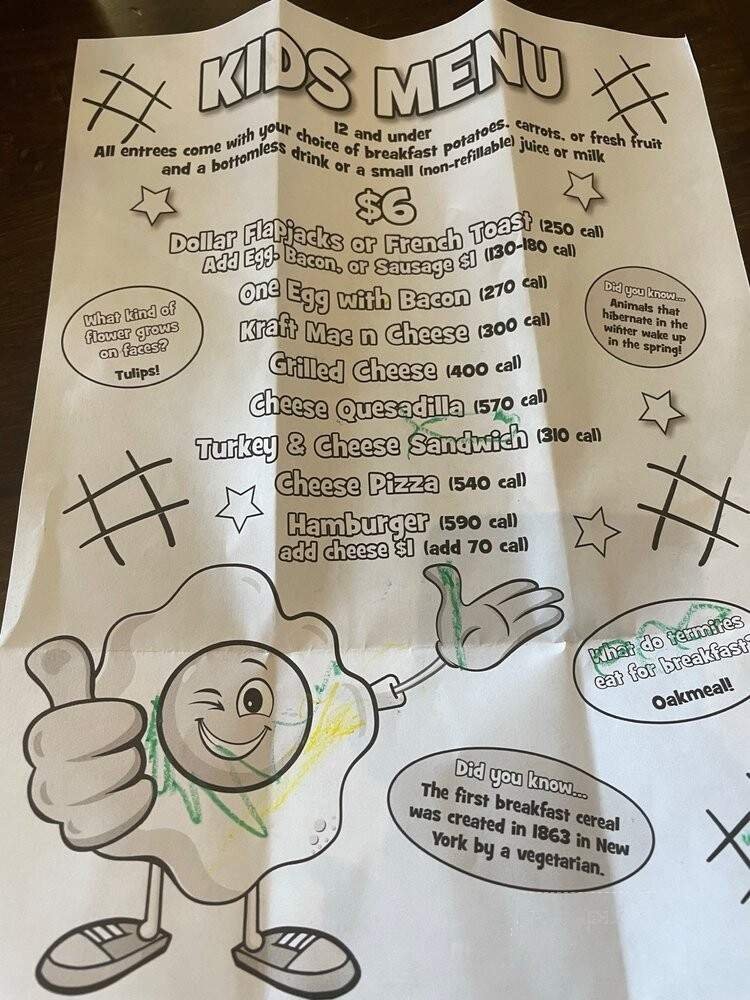 KIDS MENU
12 and under
All entrees come with your choice of breakfast potatoes, carrots, or fresh fruit
and a bottomless drink or a small (non-refillable) juice or milk
$6
Dollar Flapjacks or French Toast (250 cal)
Add Egg, Bacon, or Sausage $1 (130-180 cal)
One Egg with Bacon (270 cal)
Kraft Mac n Cheese (300 cal)
Grilled Cheese (400 cal)
Cheese Quesadilla (570 cal)
Turkey & Cheese Sandwich (310 cal)
Cheese Pizza (540 cal)
Hamburger (590 cal)
add cheese $1 (add 70 cal)
What kind of
flower grows
on faces?
Tulips!
Did you know...
Animals that
hibernate in the
winter wake up
in the spring!
What do termites
eat for breakfast?
Oakmeal!
Did you know...
The first breakfast cereal
was created in 1863 in New
York by a vegetarian.